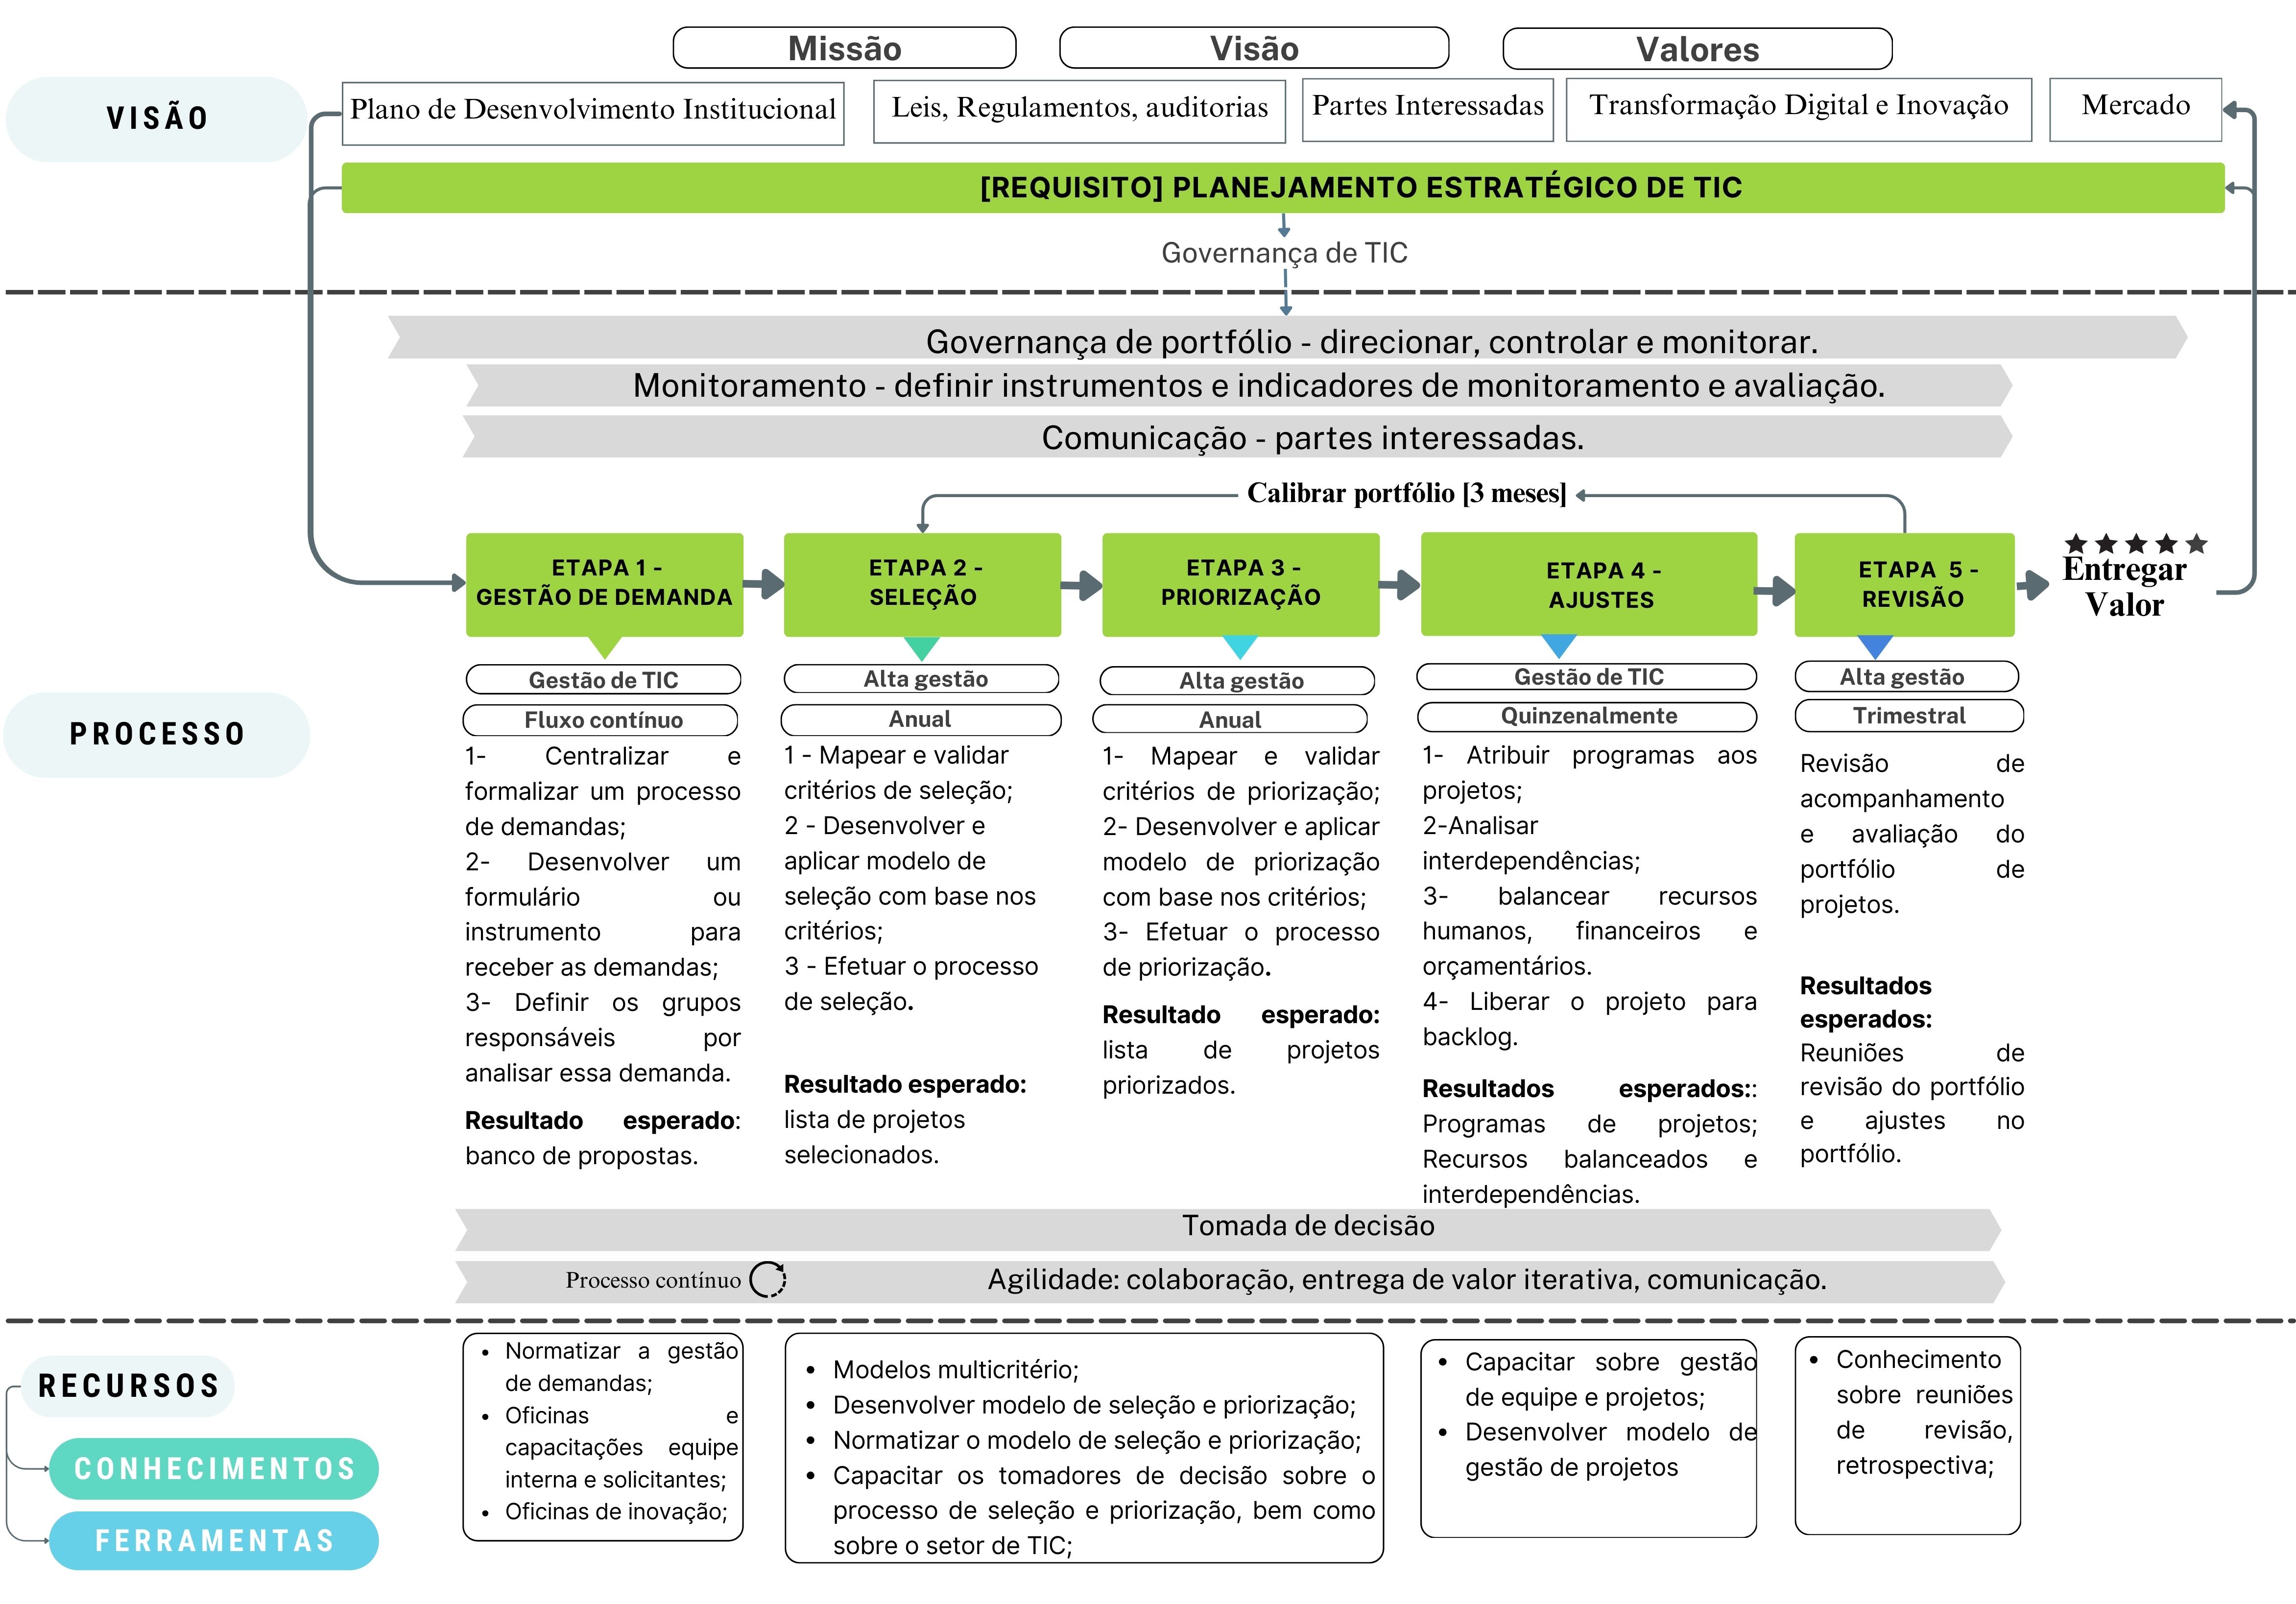 Missão
Visão
Valores
VISÃO
Plano de Desenvolvimento Institucional
Leis, Regulamentos, auditorias
Partes Interessadas
Transformação Digital e Inovação
Mercado
[REQUISITO] PLANEJAMENTO ESTRATÉGICO DE TIC
Governança de TIC
Governança de portfólio - direcionar, controlar e monitorar.
Monitoramento - definir instrumentos e indicadores de monitoramento e avaliação.
Comunicação - partes interessadas.
Calibrar portfólio [3 meses]
PROCESSO
ETAPA 1 -
GESTÃO DE DEMANDA
Gestão de TIC
Fluxo contínuo
1- Centralizar e
formalizar um processo
de demandas;
2- Desenvolver um
formulário ou
instrumento para
receber as demandas;
3- Definir os grupos
responsáveis por
analisar essa demanda.
Resultado esperado:
banco de propostas.
ETAPA 2 -
SELEÇÃO
Alta gestão
Anual
1 - Mapear e validar
critérios de seleção;
2 - Desenvolver e
aplicar modelo de
seleção com base nos
critérios;
3 - Efetuar o processo
de seleção.
Resultado esperado:
lista de projetos
selecionados.
ETAPA 3 -
PRIORIZAÇÃO
Alta gestão
Anual
1- Mapear e validar
critérios de priorização;
2- Desenvolver e aplicar
modelo de priorização
com base nos critérios;
3- Efetuar o processo
de priorização.
Resultado esperado:
lista de projetos
priorizados.
ETAPA 4 -
AJUSTES
Gestão de TIC
Quinzenalmente
1- Atribuir programas aos
projetos;
2-Analisar
interdependências;
3- balancear recursos
humanos, financeiros e
orçamentários.
4- Liberar o projeto para
backlog.
Resultados esperados::
Programas de projetos;
Recursos balanceados e
interdependências.
ETAPA 5 -
REVISÃO
Alta gestão
Trimestral
Revisão de
acompanhamento
e avaliação do
portfólio de
projetos.
Resultados
esperados:
Reuniões de
revisão do portfólio
e ajustes no
portfólio.
Entregar
Valor
Tomada de decisão
Processo contínuo
Agilidade: colaboração, entrega de valor iterativa, comunicação.
RECURSOS
CONHECIMENTOS
FERRAMENTAS
• Normatizar a gestão
de demandas;
• Oficinas e
capacitações equipe
interna e solicitantes;
• Oficinas de inovação;
• Modelos multicritério;
• Desenvolver modelo de seleção e priorização;
• Normatizar o modelo de seleção e priorização;
• Capacitar os tomadores de decisão sobre o
processo de seleção e priorização, bem como
sobre o setor de TIC;
• Capacitar sobre gestão
de equipe e projetos;
• Desenvolver modelo de
gestão de projetos
• Conhecimento
sobre reuniões
de revisão,
retrospectiva;